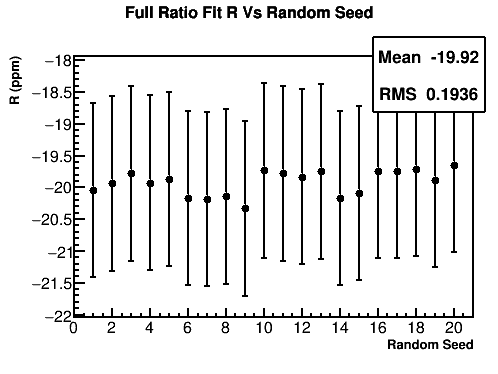 Full Ratio Fit R Vs Random Seed
R (ppm)
Mean -19.92
RMS 0.1936
−18
−18.5
−19
−19.5
−20
−20.5
−21
−21.5
−22
0 2 4 6 8 10 12 14 16 18 20
Random Seed